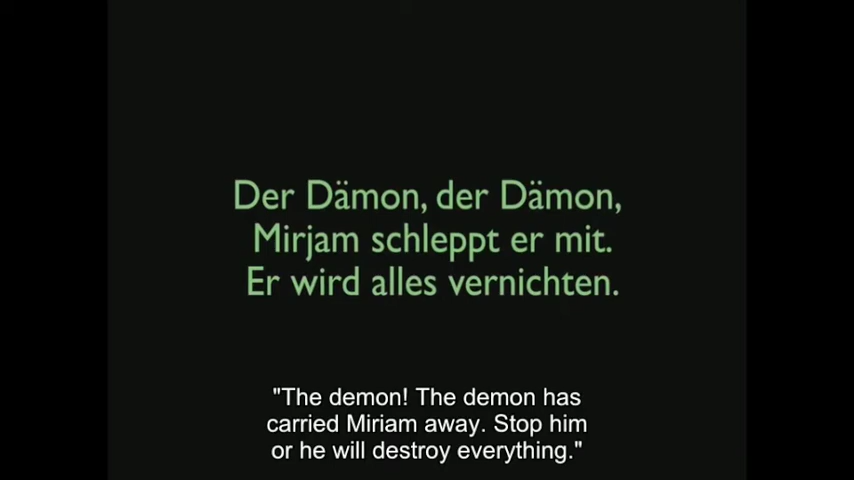 Der Dämon, der Dämon,
Mirjam schleppt er mit.
Er wird alles vernichten.
"The demon! The demon has
carried Miriam away. Stop him
or he will destroy everything."